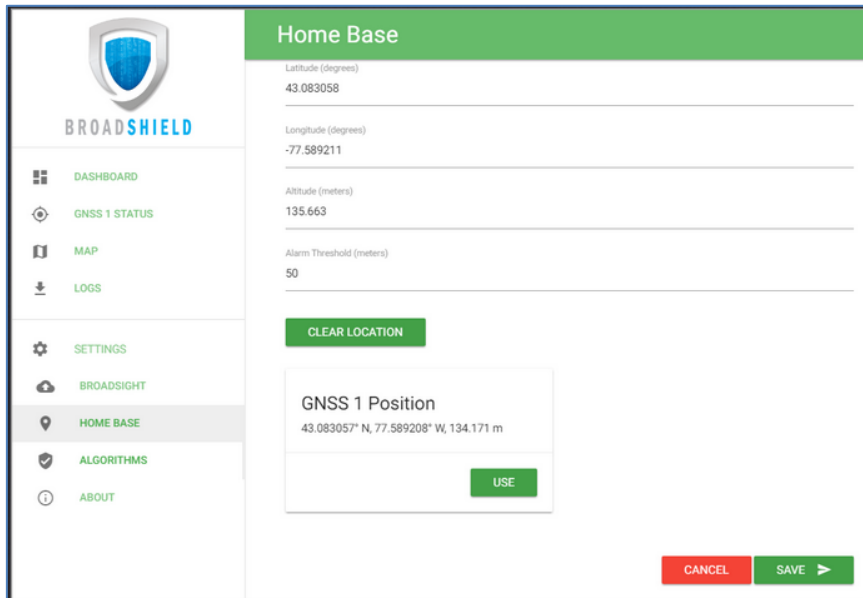 BROADSHIELD
DASHBOARD
GNSS 1 STATUS
MAP
LOGS
SETTINGS
BROADSIGHT
HOME BASE
ALGORITHMS
ABOUT
Home Base
Latitude (degrees)
43.083058
Longitude (degrees)
-77.589211
Altitude (meters)
135.663
Alarm Threshold (meters)
50
CLEAR LOCATION
GNSS 1 Position
43.083057° N, 77.589208° W, 134.171 m
USE
CANCEL
SAVE